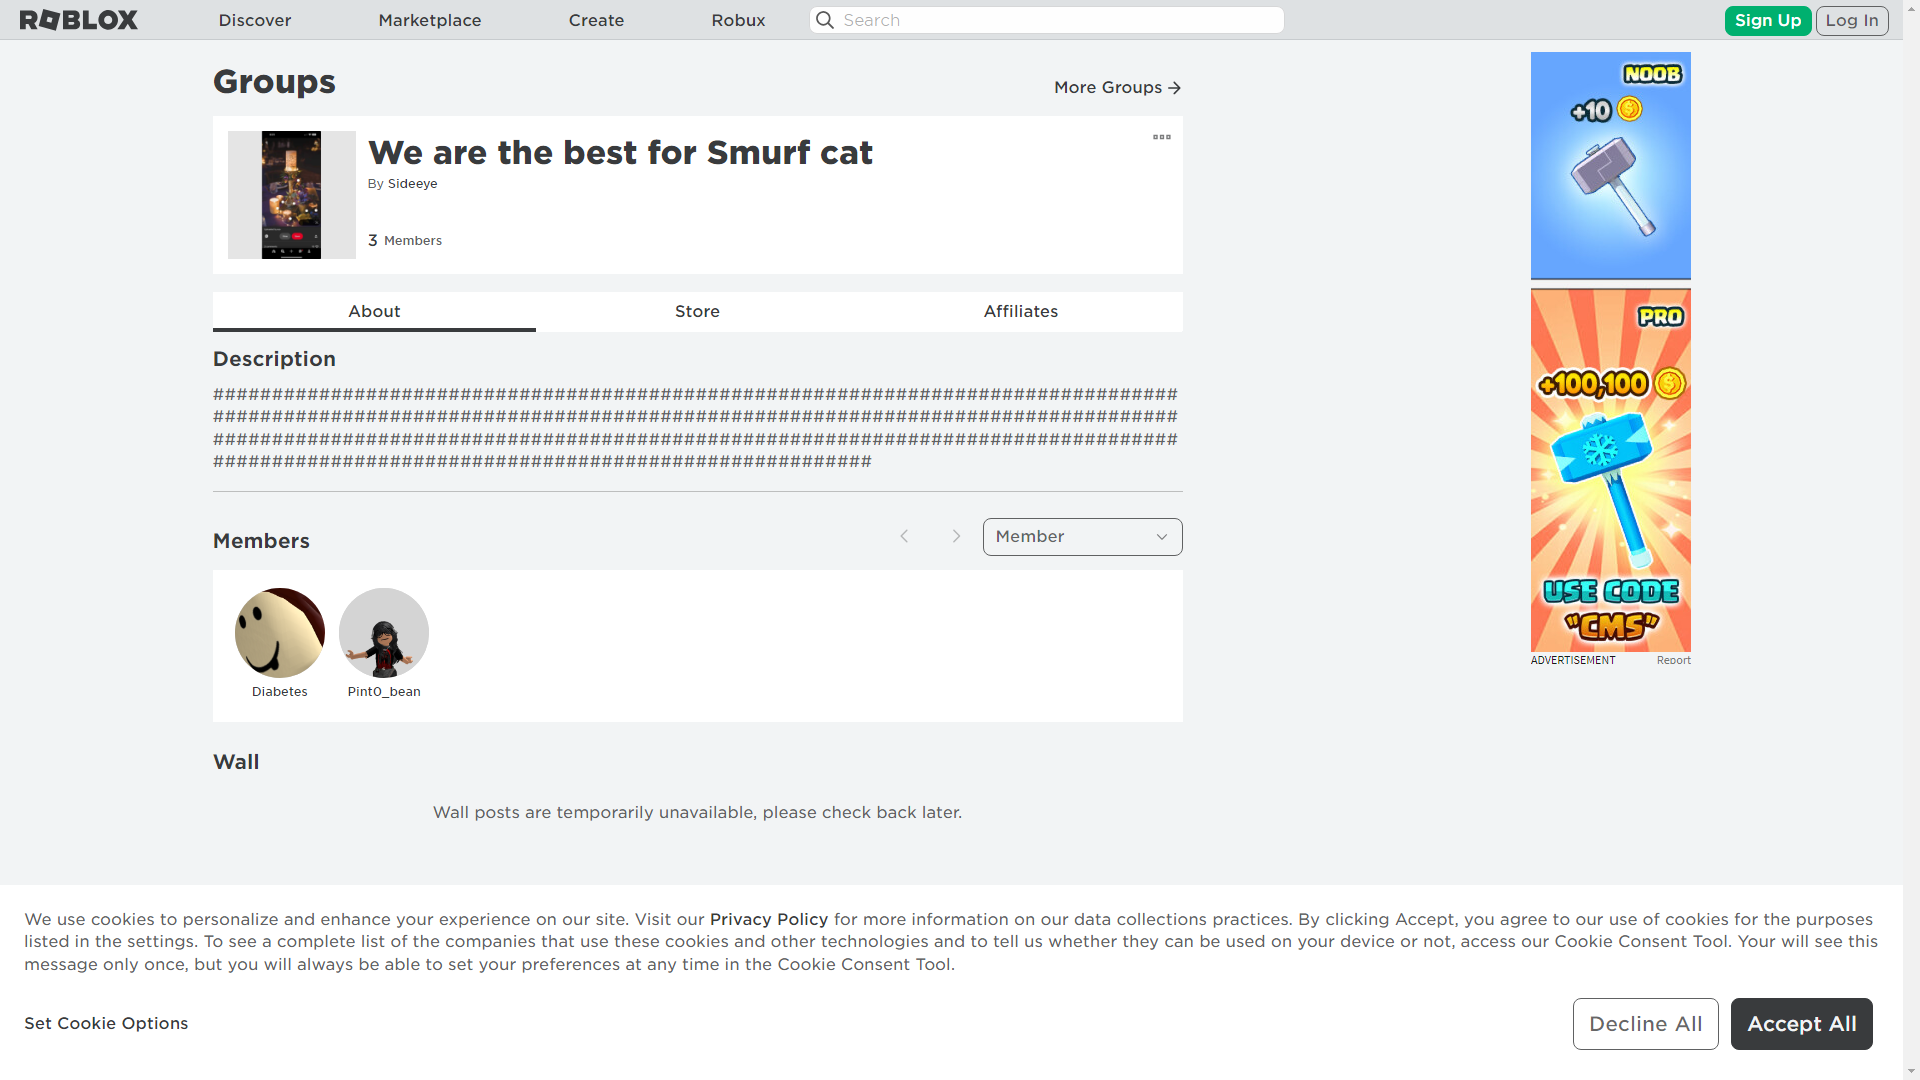 ROBLOX
Discover
Marketplace
Create
Robux
Search
Sign Up
Log In
Groups
More Groups
We are the best for Smurf cat
By Sideeye
3 Members
About
Store
Affiliates
Description
##################################################################################
##################################################################################
##################################################################################
########################################################
Members
Member
Diabetes
Pint0_bean
Wall
Wall posts are temporarily unavailable, please check back later.
NOOB
+10
PRO
+100,100
USE CODE
"CMS"
ADVERTISEMENT
Report
We use cookies to personalize and enhance your experience on our site. Visit our Privacy Policy for more information on our data collections practices. By clicking Accept, you agree to our use of cookies for the purposes
listed in the settings. To see a complete list of the companies that use these cookies and other technologies and to tell us whether they can be used on your device or not, access our Cookie Consent Tool. Your will see this
message only once, but you will always be able to set your preferences at any time in the Cookie Consent Tool.
Set Cookie Options
Decline All
Accept All